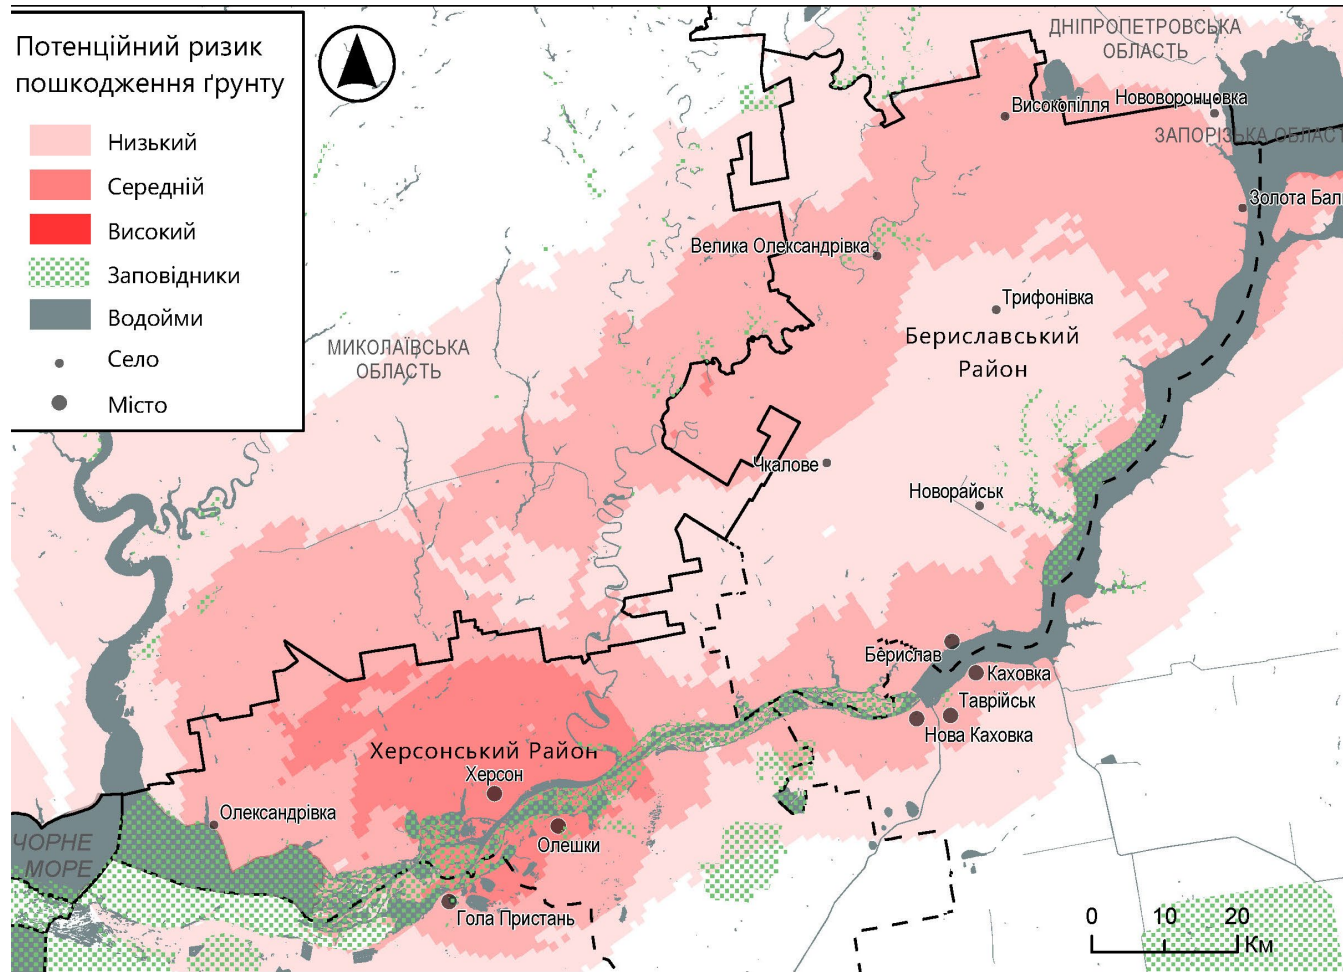 Потенційний ризик
пошкодження ґрунту
Низький
Середній
Високий
Заповідники
Водойми
Село
Місто
ДНІПРОПЕТРОВСЬКА
ОБЛАСТЬ
Високопілля
Нововоронцовка
ЗАПОРІЗЬКА ОБЛАСТ
Золота Бал
Велика Олександрівка
Трифонівка
Бериславський
Район
МИКОЛАЇВСЬКА
ОБЛАСТЬ
Чкалове
Новорайськ
Берислав
Каховка
Таврійськ
Нова Каховка
Херсонський Район
Херсон
Олександрівка
Олешки
ЧОРНЕ
МОРЕ
Гола Пристань
0 10 20
Км